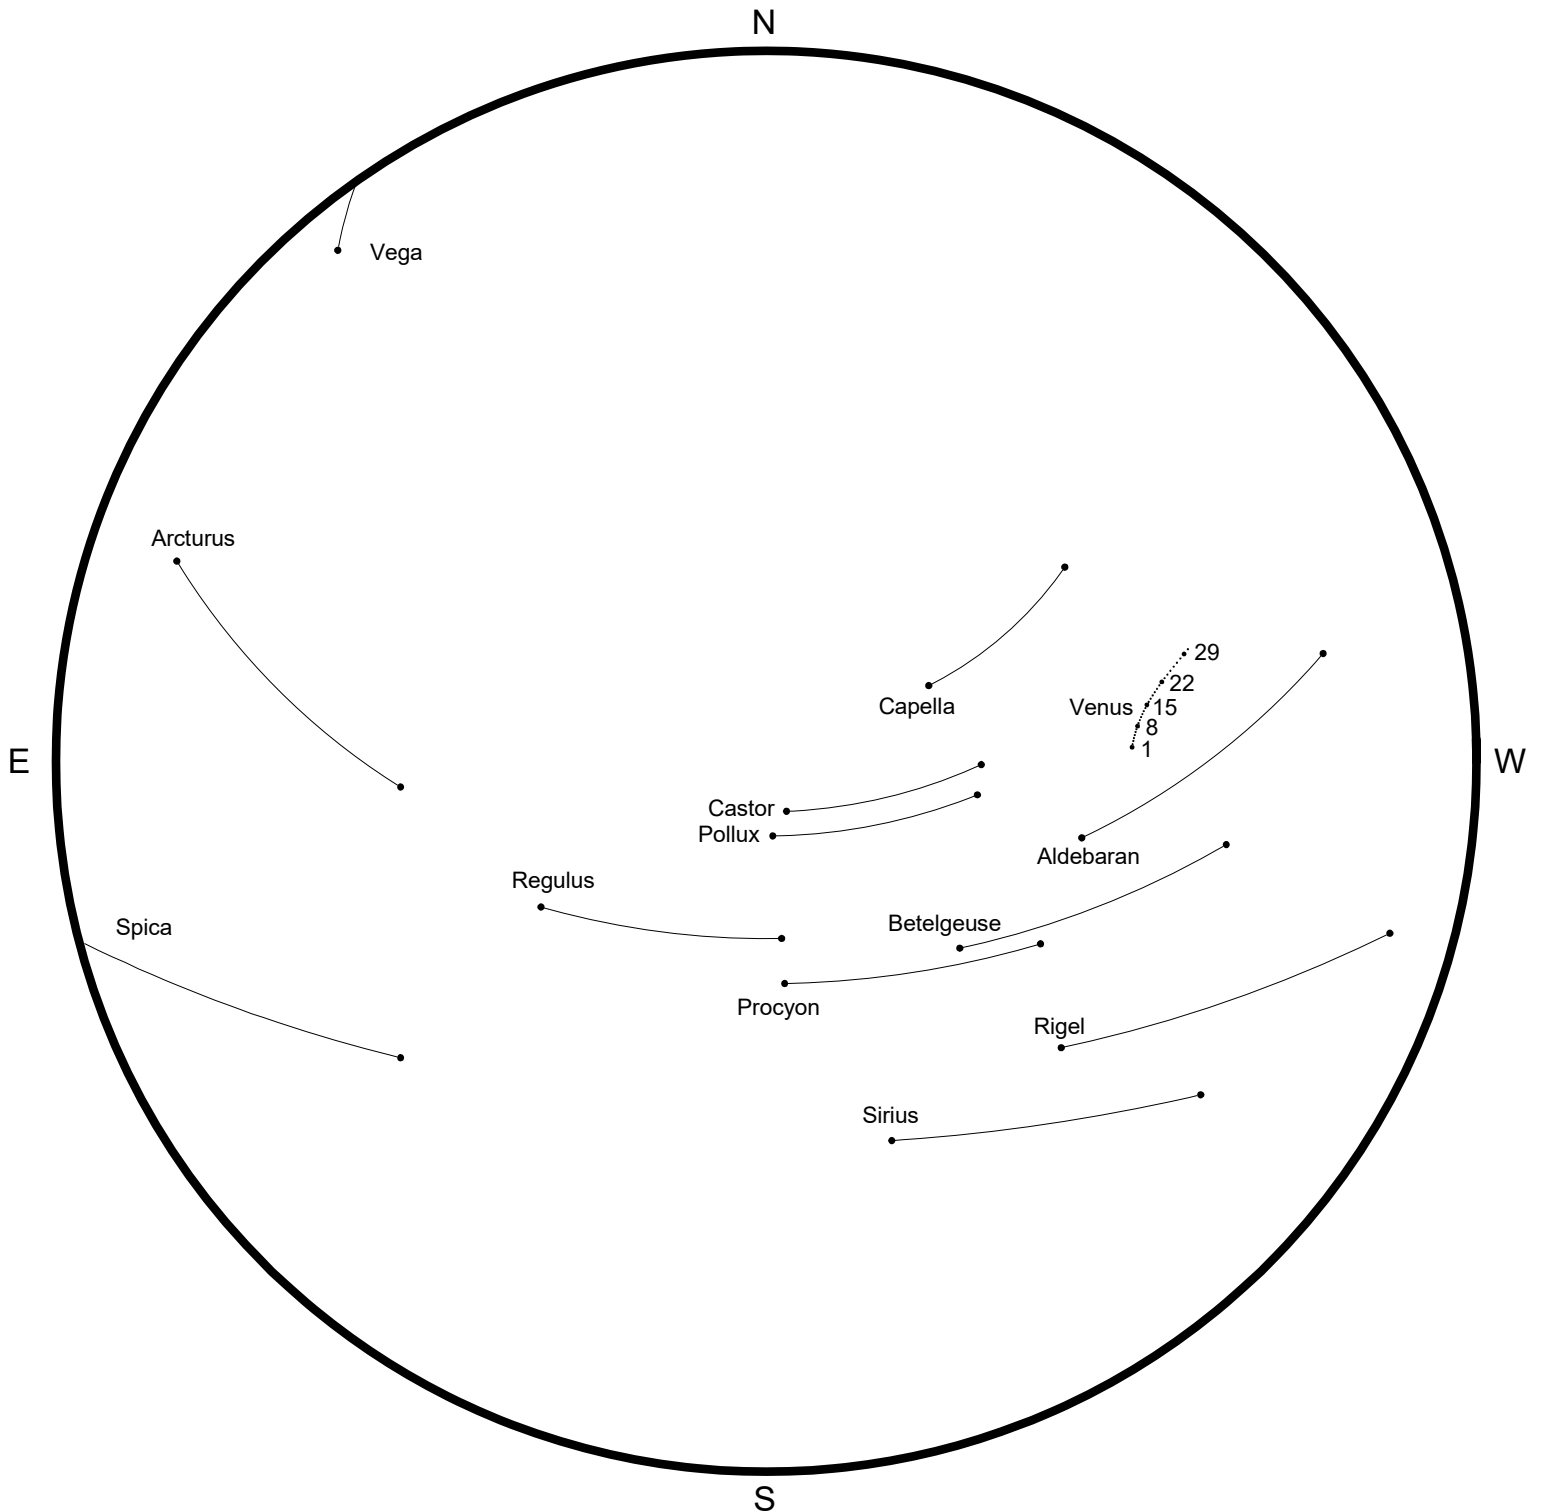 N
Vega
Arcturus
29
Capella
22
Venus
15
8
1
E
W
Castor
Pollux
Aldebaran
Regulus
Betelgeuse
Spica
Procyon
Rigel
Sirius
S